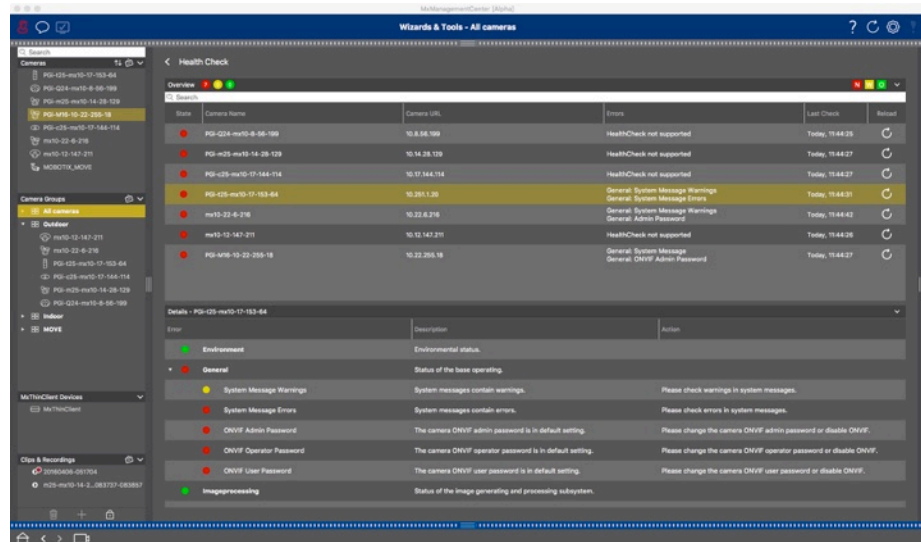 MxManagementCenter [Alpha]
Wizards & Tools - All cameras
Search
Cameras
PGi-t25-mx10-17-153-64
PGi-Q24-mx10-8-56-199
PGi-m25-mx10-14-28-129
PGi-M16-10-22-255-18
PGi-c25-mx10-17-144-114
mx10-22-6-216
mx10-12-147-211
MOBOTIX_MOVE
Camera Groups
All cameras
Outdoor
mx10-12-147-211
mx10-22-6-216
PGi-t25-mx10-17-153-64
PGi-c25-mx10-17-144-114
PGi-m25-mx10-14-28-129
PGi-Q24-mx10-8-56-199
Indoor
MOVE
MxThinClient Devices
MxThinClient
Clips & Recordings
20160406-051704
m25-mx10-14-2...083737-083857
Health Check
Overview 7
Search
State Camera Name Camera URL Errors Last Check Reload
PGi-Q24-mx10-8-56-199 10.8.56.199 HealthCheck not supported Today, 11:44:25
PGi-m25-mx10-14-28-129 10.14.28.129 HealthCheck not supported Today, 11:44:27
PGi-c25-mx10-17-144-114 10.17.144.114 HealthCheck not supported Today, 11:44:27
PGi-t25-mx10-17-153-64 10.251.1.20 General: System Message Warnings Today, 11:44:31
General: System Message Errors
mx10-22-6-216 10.22.6.216 General: System Message Warnings Today, 11:44:42
General: Admin Password
mx10-12-147-211 10.12.147.211 HealthCheck not supported Today, 11:44:26
PGi-M16-10-22-255-18 10.22.255.18 General: System Message Today, 11:44:27
General: ONVIF Admin Password
Details - PGi-t25-mx10-17-153-64
Error Description Action
Environment Environmental status.
General Status of the base operating.
System Message Warnings System messages contain warnings. Please check warnings in system messages.
System Message Errors System messages contain errors. Please check errors in system messages.
ONVIF Admin Password The camera ONVIF admin password is in default setting. Please change the camera ONVIF admin password or disable ONVIF.
ONVIF Operator Password The camera ONVIF operator password is in default setting. Please change the camera ONVIF operator password or disable ONVIF.
ONVIF User Password The camera ONVIF user password is in default setting. Please change the camera ONVIF user password or disable ONVIF.
Imageprocessing Status of the image generating and processing subsystem.